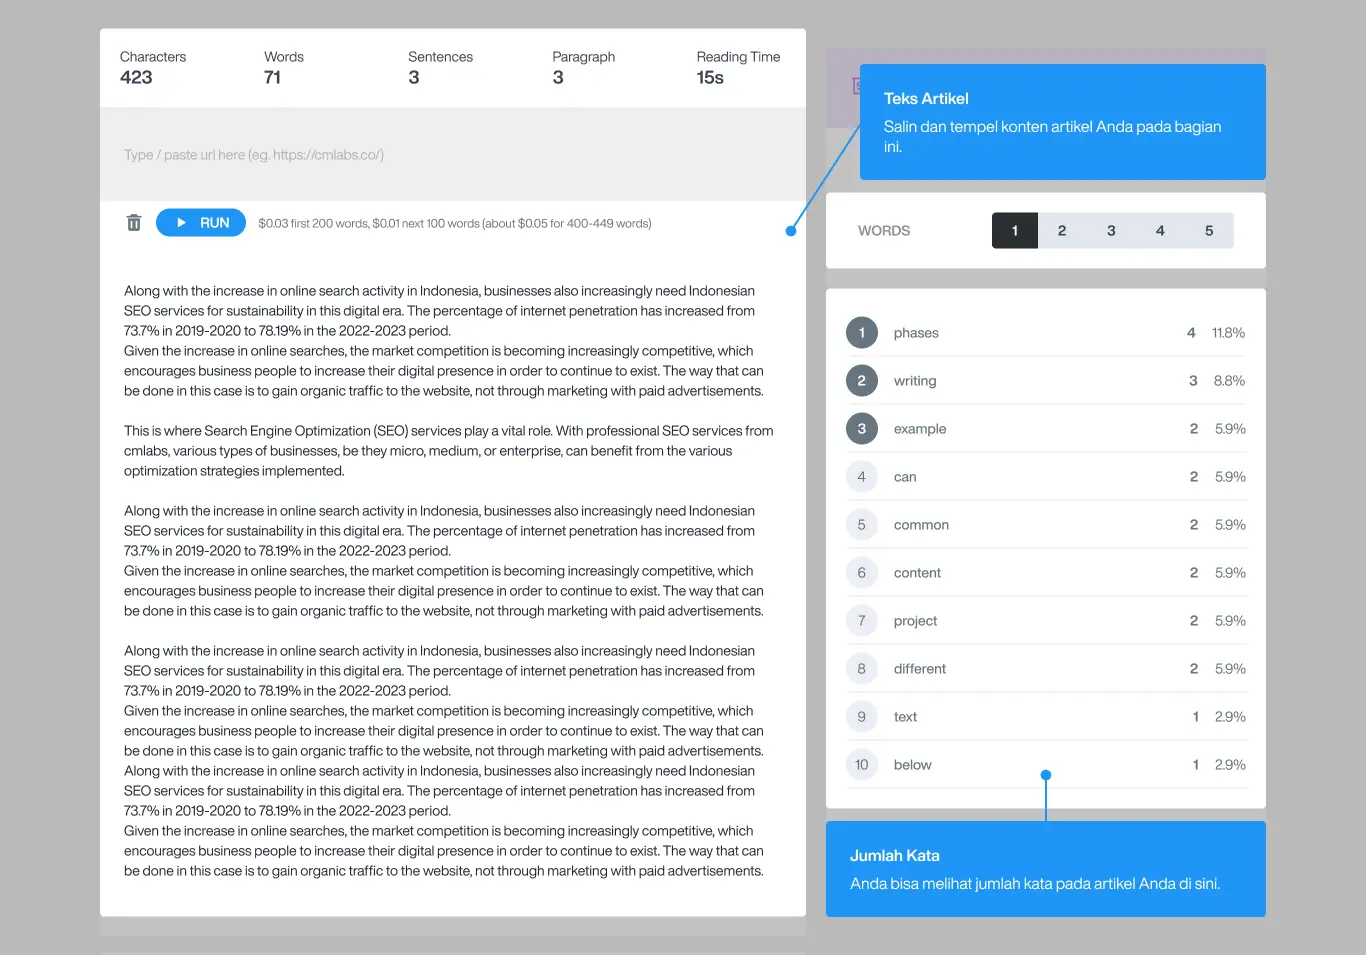 Characters
423
Words
71
Sentences
3
Paragraph
3
Reading Time
15s
Type / paste url here (eg. https://cmlabs.co/)
RUN
$0.03 first 200 words, $0.01 next 100 words (about $0.05 for 400-449 words)
Along with the increase in online search activity in Indonesia, businesses also increasingly need Indonesian
SEO services for sustainability in this digital era. The percentage of internet penetration has increased from
73.7% in 2019-2020 to 78.19% in the 2022-2023 period.
Given the increase in online searches, the market competition is becoming increasingly competitive, which
encourages business people to increase their digital presence in order to continue to exist. The way that can
be done in this case is to gain organic traffic to the website, not through marketing with paid advertisements.
This is where Search Engine Optimization (SEO) services play a vital role. With professional SEO services from
cmlabs, various types of businesses, be they micro, medium, or enterprise, can benefit from the various
optimization strategies implemented.
Along with the increase in online search activity in Indonesia, businesses also increasingly need Indonesian
SEO services for sustainability in this digital era. The percentage of internet penetration has increased from
73.7% in 2019-2020 to 78.19% in the 2022-2023 period.
Given the increase in online searches, the market competition is becoming increasingly competitive, which
encourages business people to increase their digital presence in order to continue to exist. The way that can
be done in this case is to gain organic traffic to the website, not through marketing with paid advertisements.
Along with the increase in online search activity in Indonesia, businesses also increasingly need Indonesian
SEO services for sustainability in this digital era. The percentage of internet penetration has increased from
73.7% in 2019-2020 to 78.19% in the 2022-2023 period.
Given the increase in online searches, the market competition is becoming increasingly competitive, which
encourages business people to increase their digital presence in order to continue to exist. The way that can
be done in this case is to gain organic traffic to the website, not through marketing with paid advertisements.
Along with the increase in online search activity in Indonesia, businesses also increasingly need Indonesian
SEO services for sustainability in this digital era. The percentage of internet penetration has increased from
73.7% in 2019-2020 to 78.19% in the 2022-2023 period.
Given the increase in online searches, the market competition is becoming increasingly competitive, which
encourages business people to increase their digital presence in order to continue to exist. The way that can
be done in this case is to gain organic traffic to the website, not through marketing with paid advertisements.
Teks Artikel
Salin dan tempel konten artikel Anda pada bagian
ini.
WORDS 1 2 3 4 5
1 phases 4 11.8%
2 writing 3 8.8%
3 example 2 5.9%
4 can 2 5.9%
5 common 2 5.9%
6 content 2 5.9%
7 project 2 5.9%
8 different 2 5.9%
9 text 1 2.9%
10 below 1 2.9%
Jumlah Kata
Anda bisa melihat jumlah kata pada artikel Anda di sini.